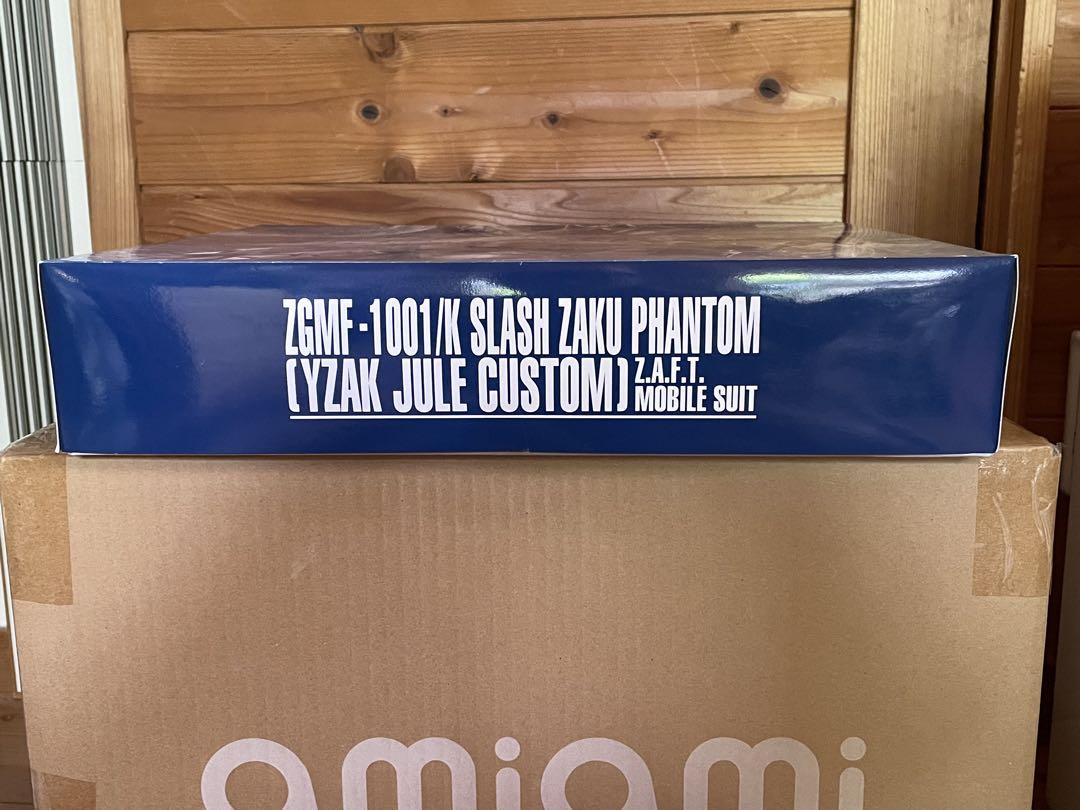 ZGMF-1001/K SLASH ZAKU PHANTOM
(YZAK JULE CUSTOM) Z.A.F.T.
MOBILE SUIT
amiami